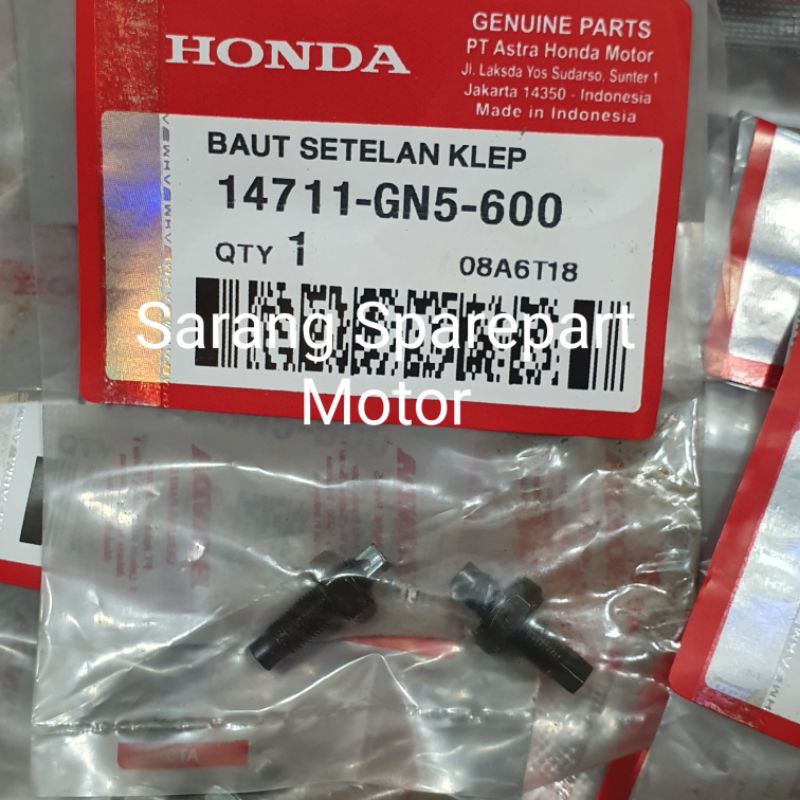 HONDA
GENUINE PARTS
PT Astra Honda Motor
Jl. Laksda Yos Sudarso, Sunter 1
Jakarta 14350 - Indonesia
Made in Indonesia
BAUT SETELAN KLEP
14711-GN5-600
QTY 1
08A6T18
Sarang Sparepart
Motor